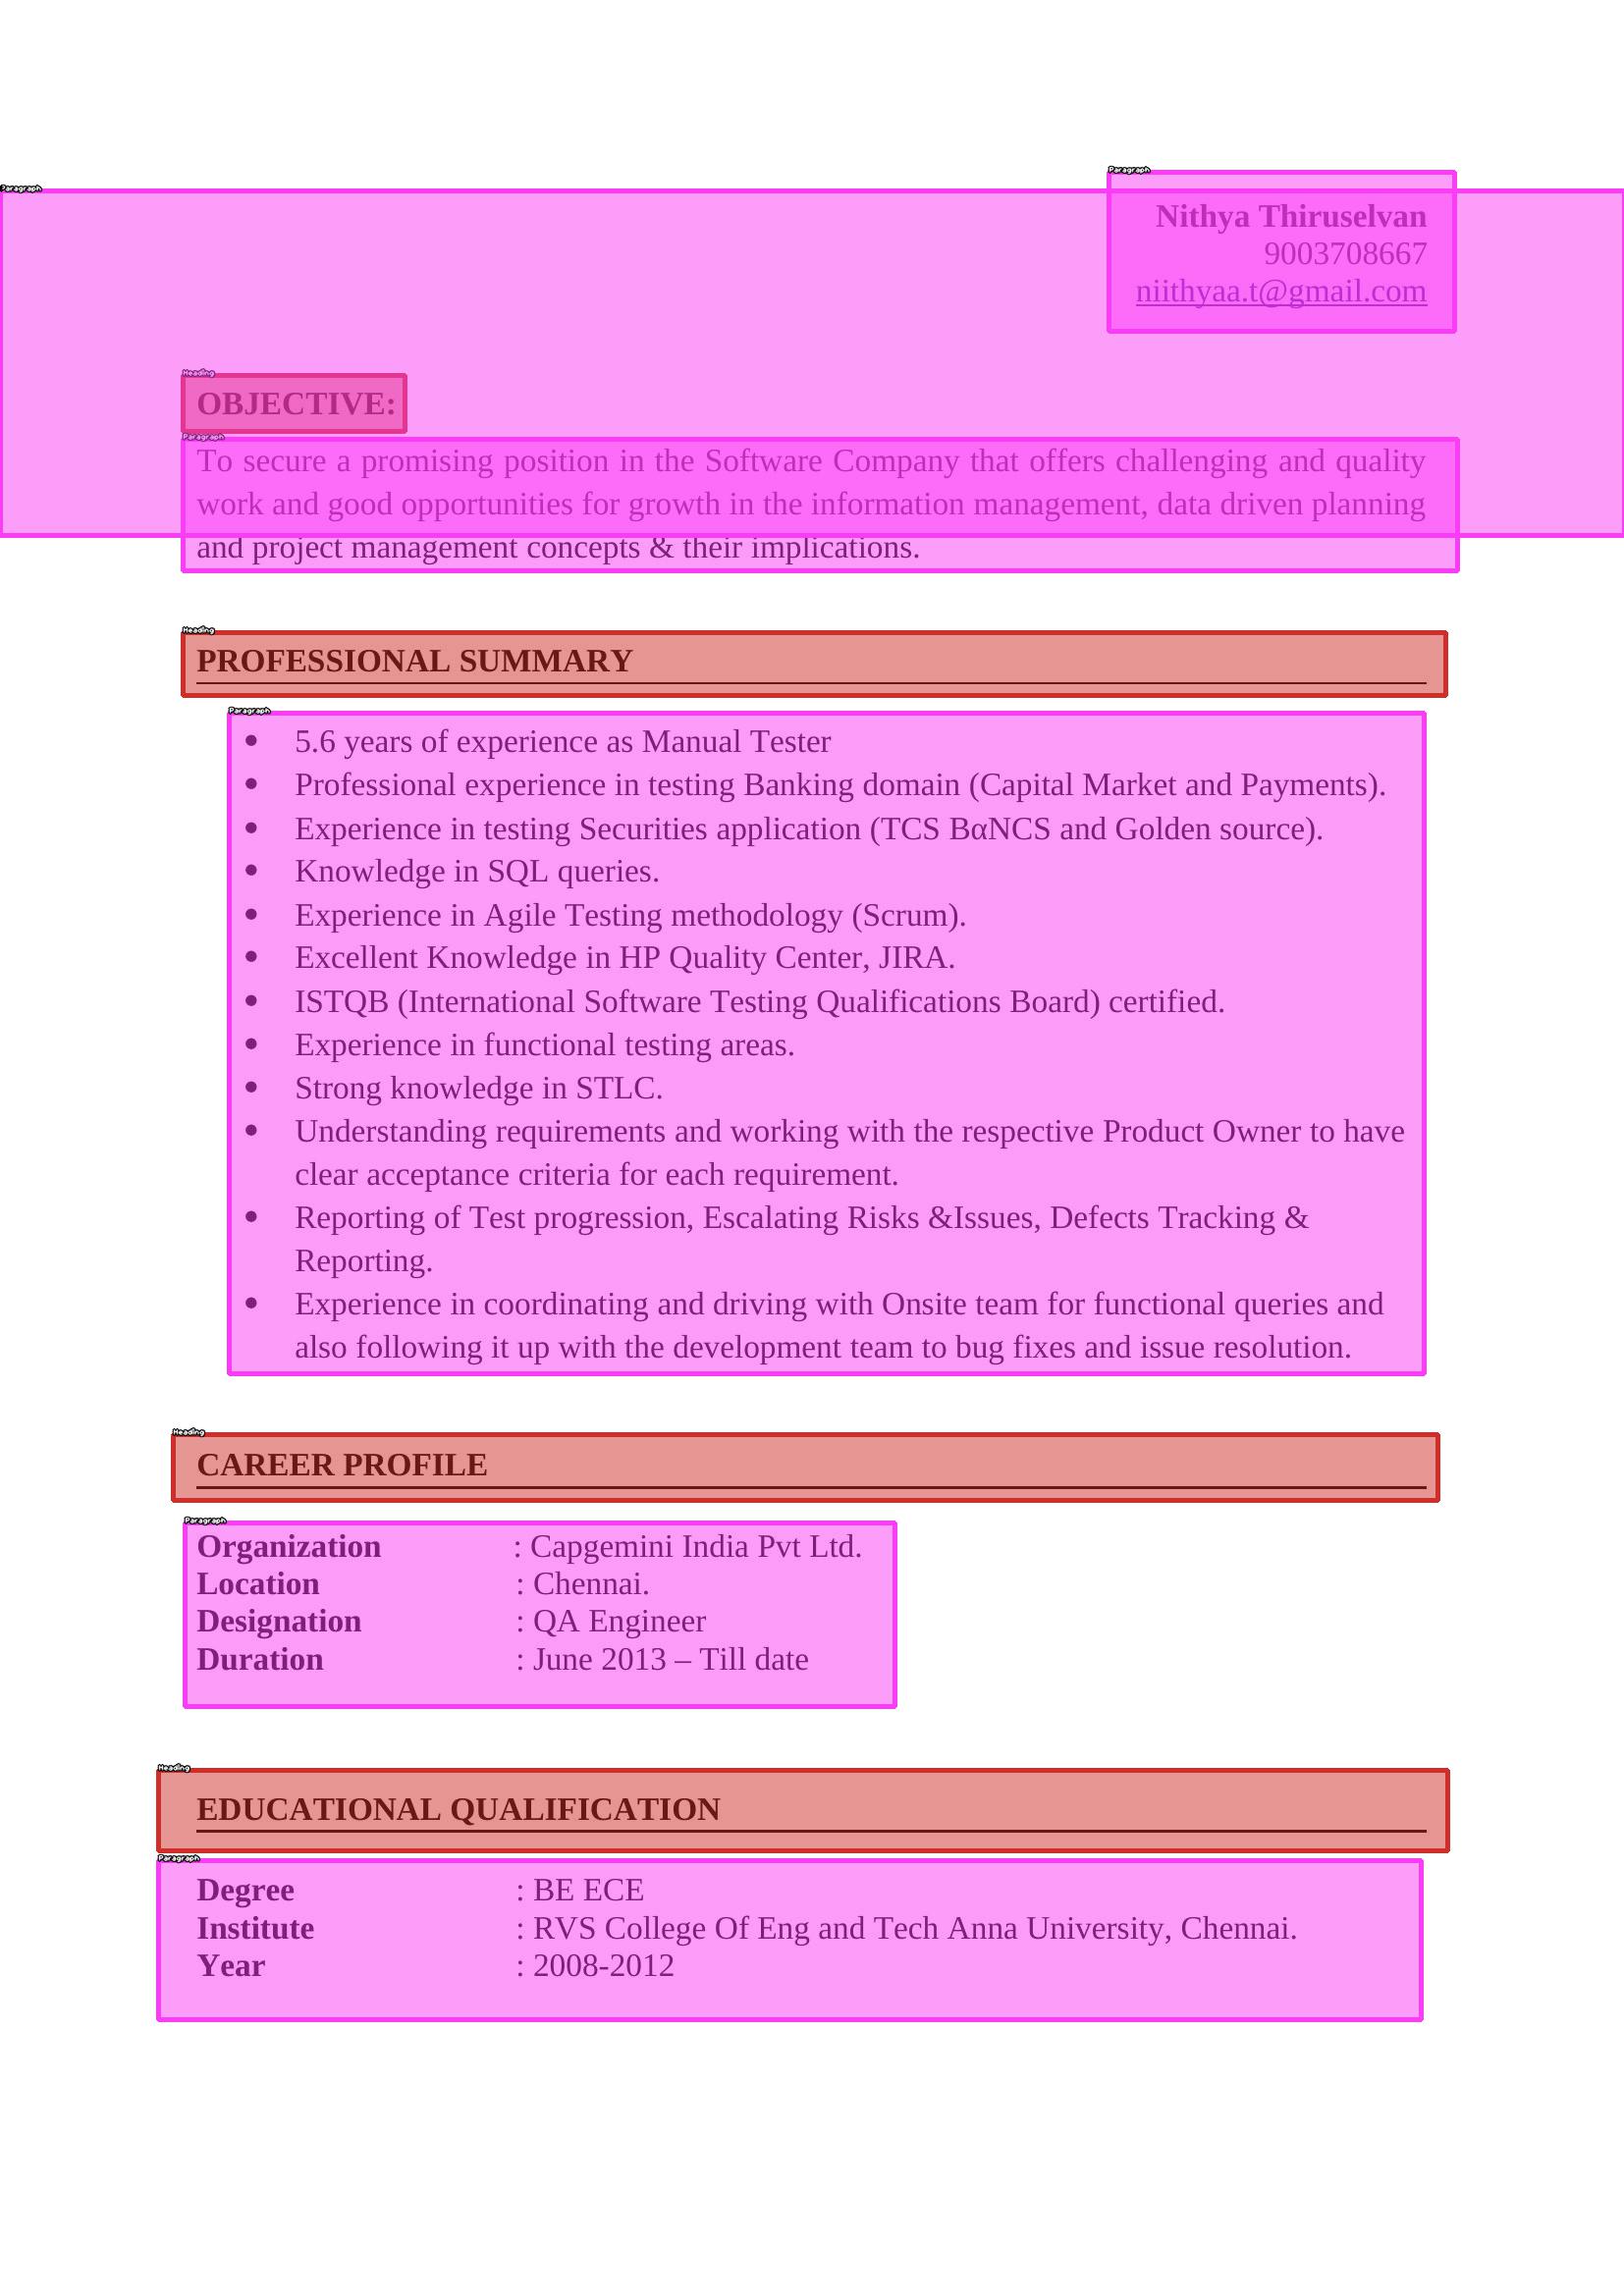 Paragraph
Paragraph
Nithya Thiruselvan
9003708667
niithyaa.t@gmail.com
Heading
OBJECTIVE:
Paragraph
To secure a promising position in the Software Company that offers challenging and quality
work and good opportunities for growth in the information management, data driven planning
and project management concepts & their implications.
Heading
PROFESSIONAL SUMMARY
Paragraph
• 5.6 years of experience as Manual Tester
• Professional experience in testing Banking domain (Capital Market and Payments).
• Experience in testing Securities application (TCS BαNCS and Golden source).
• Knowledge in SQL queries.
• Experience in Agile Testing methodology (Scrum).
• Excellent Knowledge in HP Quality Center, JIRA.
• ISTQB (International Software Testing Qualifications Board) certified.
• Experience in functional testing areas.
• Strong knowledge in STLC.
• Understanding requirements and working with the respective Product Owner to have
clear acceptance criteria for each requirement.
• Reporting of Test progression, Escalating Risks &Issues, Defects Tracking &
Reporting.
• Experience in coordinating and driving with Onsite team for functional queries and
also following it up with the development team to bug fixes and issue resolution.
Heading
CAREER PROFILE
Paragraph
Organization : Capgemini India Pvt Ltd.
Location : Chennai.
Designation : QA Engineer
Duration : June 2013 – Till date
Heading
EDUCATIONAL QUALIFICATION
Paragraph
Degree : BE ECE
Institute : RVS College Of Eng and Tech Anna University, Chennai.
Year : 2008-2012